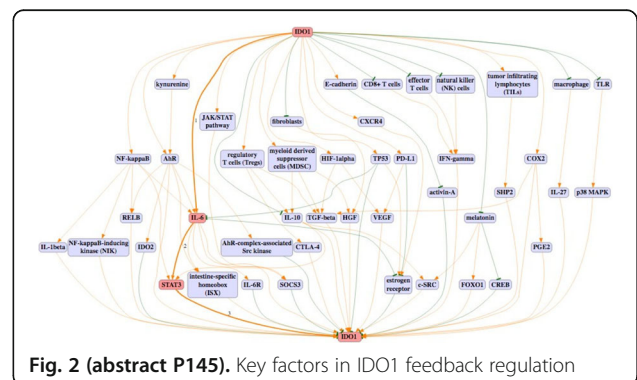 IDO1
kynurenine
E-cadherin
CD8+ T cells
effector
T cells
natural killer
(NK) cells
tumor infiltrating
lymphocytes
(TILs)
macrophage
TLR
1
JAK/STAT
pathway
fibroblasts
CXCR4
NF-kappaB
AhR
regulatory
T cells (Tregs)
myeloid derived
suppressor
cells (MDSC)
HIF-1alpha
TP53
PD-L1
IFN-gamma
COX2
activin-A
SHP2
IL-27
p38 MAPK
RELB
IL-6
IL-10
TGF-beta
HGF
VEGF
melatonin
IL-1beta
NF-kappaB-inducing
kinase (NIK)
IDO2
2
AhR-complex-associated
Src kinase
CTLA-4
PGE2
STAT3
intestine-specific
homeobox
(ISX)
IL-6R
SOCS3
estrogen
receptor
c-SRC
FOXO1
CREB
3
IDO1
Fig. 2 (abstract P145). Key factors in IDO1 feedback regulation